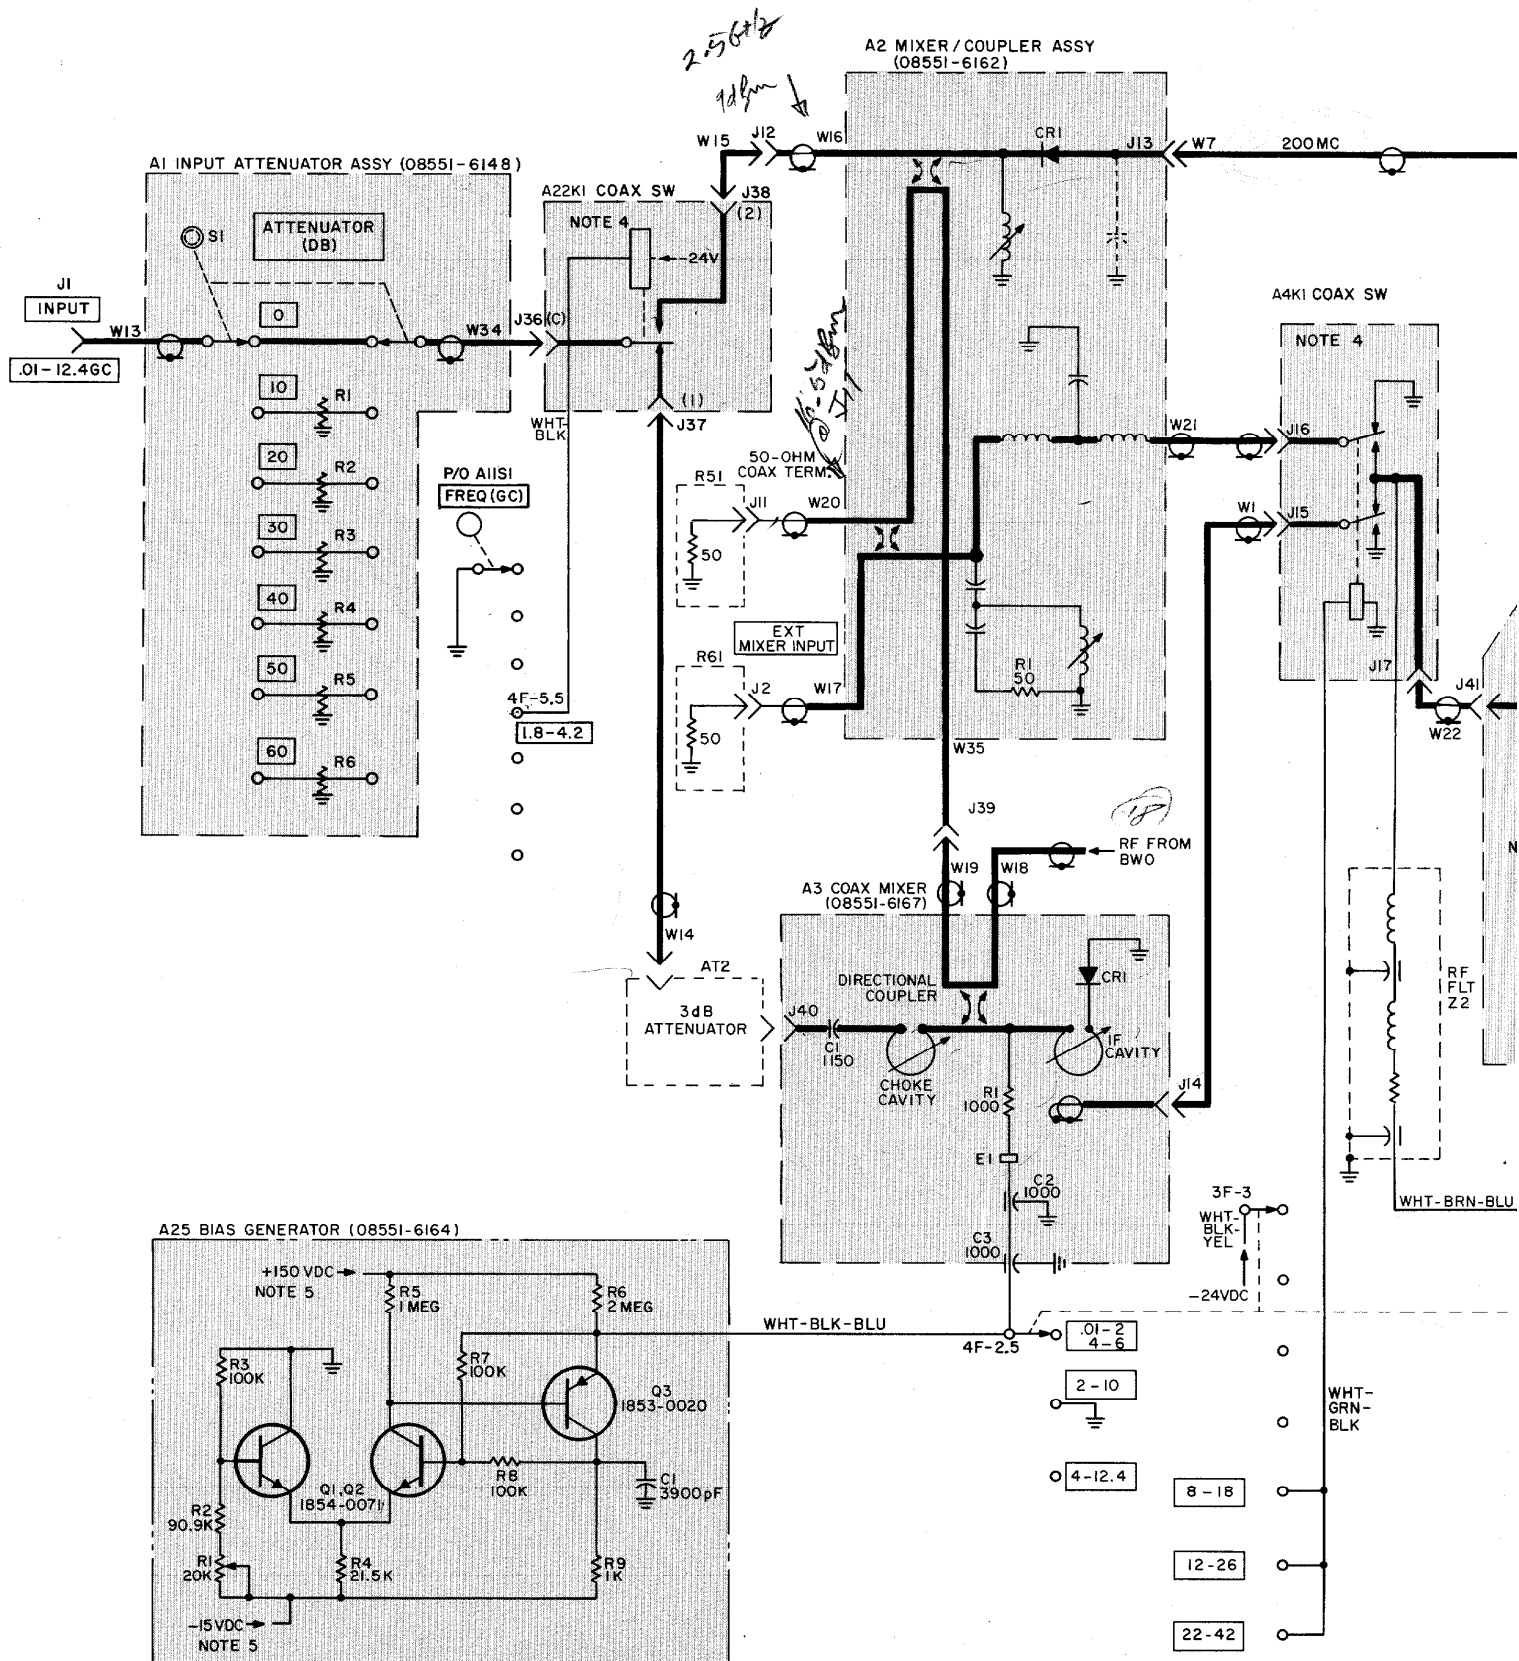 2.5GHz
9dBm
A2 MIXER/COUPLER ASSY
(08551-6162)
W15
J12
W16
CR1
J13
W7
200MC
A1 INPUT ATTENUATOR ASSY (08551-6148)
A22K1 COAX SW
J38
(2)
NOTE 4
24V
S1
ATTENUATOR
(DB)
J1
INPUT
W13
.01-12.4GC
0
W34
J36(C)
10
R1
20
R2
30
R3
40
R4
50
R5
60
R6
(1)
J37
WHT-
BLK
P/O A11S1
FREQ(GC)
4F-5.5
1.8-4.2
@ J11
50-OHM
COAX TERM.
R51
J11
W20
50
EXT
MIXER INPUT
R61
J2
W17
50
R1
50
W35
A4K1 COAX SW
NOTE 4
W21
J16
W1
J15
J17
J41
W22
N
J39
RF FROM
BWO
W19
W18
A3 COAX MIXER
(08551-6167)
W14
AT2
3dB
ATTENUATOR
J40
C1
1150
DIRECTIONAL
COUPLER
CR1
IF
CAVITY
CHOKE
CAVITY
R1
1000
J14
E1
C2
1000
C3
1000
RF
FLT
Z2
WHT-BRN-BLU
3F-3
WHT-
BLK-
YEL
-24VDC
A25 BIAS GENERATOR (08551-6164)
+150 VDC
NOTE 5
R5
1 MEG
R6
2 MEG
WHT-BLK-BLU
4F-2.5
.01-2
4-6
2-10
4-12.4
R3
100K
R7
100K
Q3
1853-0020
Q1,Q2
1854-0071
R8
100K
C1
3900pF
R2
90.9K
R1
20K
R4
21.5K
R9
1K
-15VDC
NOTE 5
WHT-
GRN-
BLK
8-18
12-26
22-42